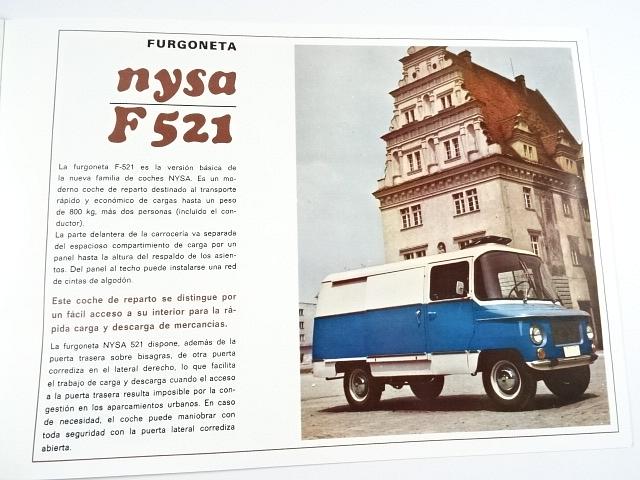 FURGONETA
nysa
F 521
La furgoneta F-521 es la versión básica de
la nueva familia de coches NYSA. Es un mo-
derno coche de reparto destinado al transporte
rápido y económico de cargas hasta un peso
de 800 kg, más dos personas (incluído el con-
ductor).
La parte delantera de la carrocería va separada
del espacioso compartimiento de carga por un
panel hasta la altura del respaldo de los asien-
tos. Del panel al techo puede instalarse una red
de cintas de algodón.
Este coche de reparto se distingue por
un fácil acceso a su interior para la rá-
pida carga y descarga de mercancias.
La furgoneta NYSA 521 dispone, además de la
puerta trasera sobre bisagras, de otra puerta
corrediza en el lateral derecho, lo que facilita
el trabajo de carga y descarga cuando el acceso
a la puerta trasera resulta imposible por la con-
gestión en los aparcamientos urbanos. En caso
de necesidad, el coche puede maniobrar con
toda seguridad con la puerta lateral corrediza
abierta.